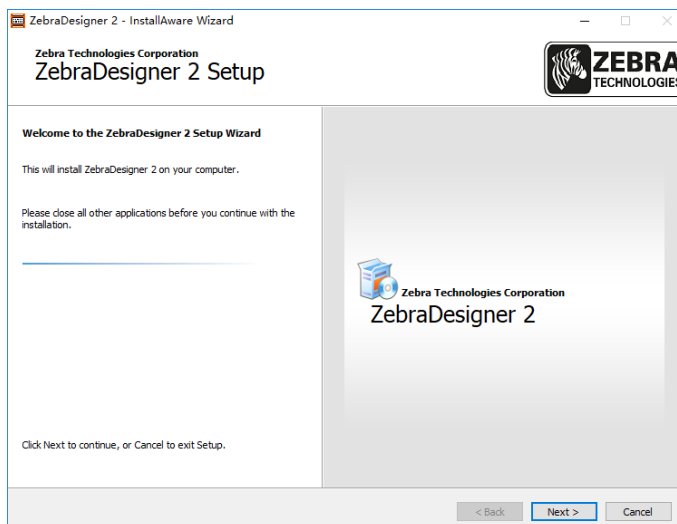 ZebraDesigner 2 - InstallAware Wizard
Zebra Technologies Corporation
ZebraDesigner 2 Setup
ZEBRA
TECHNOLOGIES
Welcome to the ZebraDesigner 2 Setup Wizard
This will install ZebraDesigner 2 on your computer.
Please close all other applications before you continue with the
installation.
Zebra Technologies Corporation
ZebraDesigner 2
Click Next to continue, or Cancel to exit Setup.
< Back
Next >
Cancel